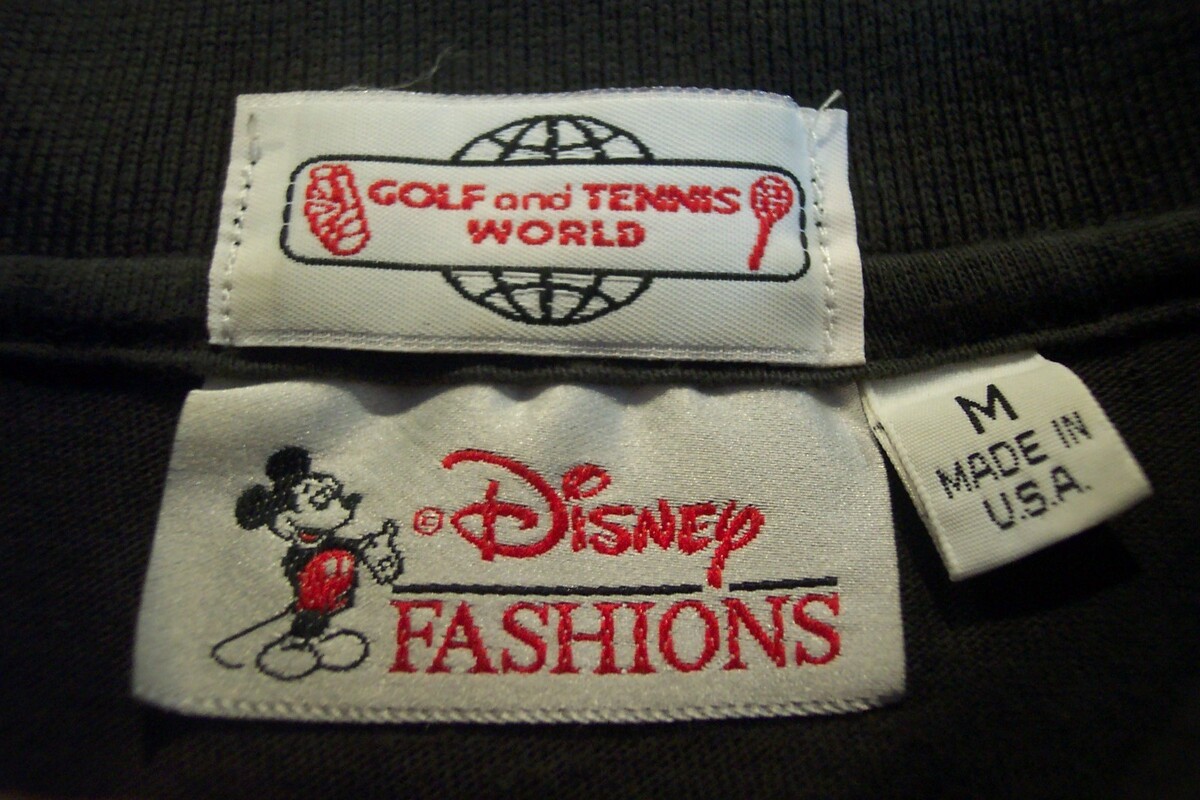 GOLF and TENNIS
WORLD
© Disney
FASHIONS
M
MADE IN
U.S.A.